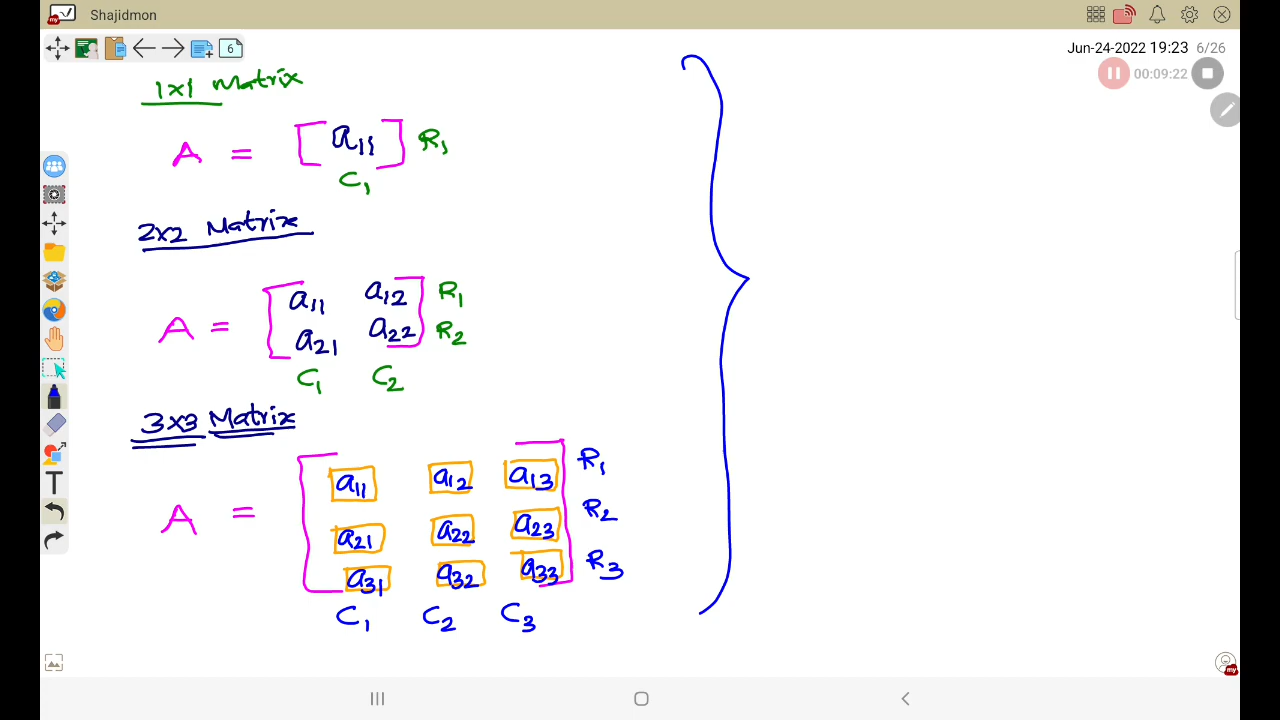 Shajidmon
6
Jun-24-2022 19:23 6/26
00:09:22
1x1 Matrix
A = [a11] R1
C1
2x2 Matrix
a11 a12 R1
A =
a21 a22 R2
C1 C2
3x3 Matrix
a11 a12 a13 R1
A =
a21 a22 a23 R2
a31 a32 a33 R3
C1 C2 C3
T
my
my